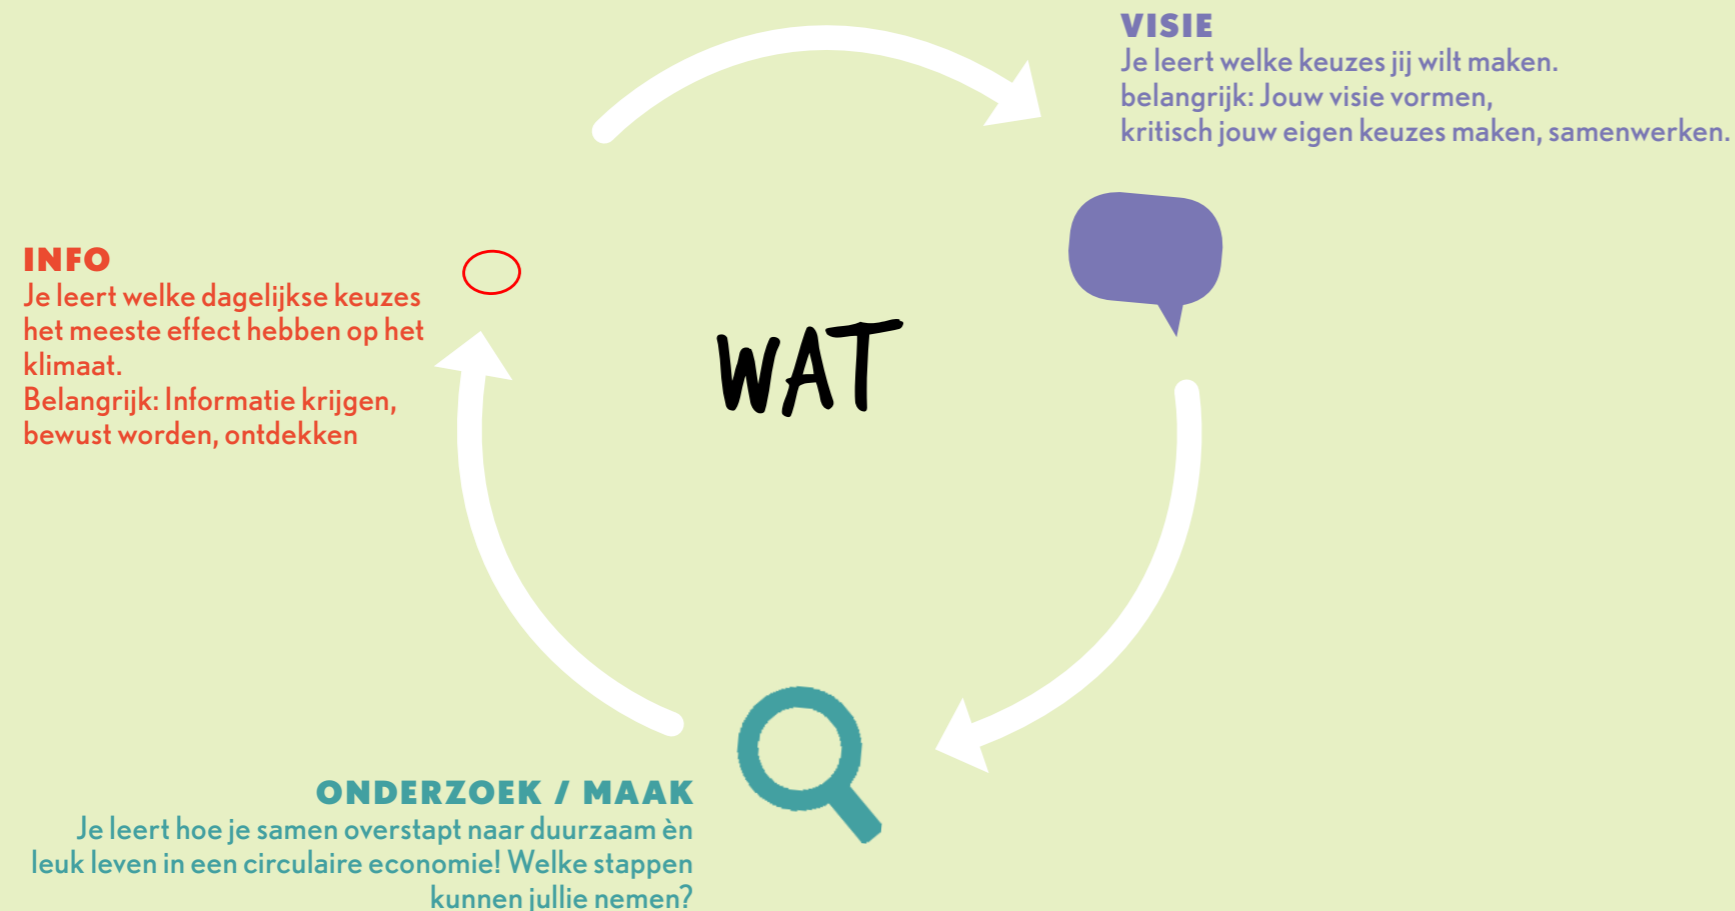 VISIE
Je leert welke keuzes jij wilt maken.
belangrijk: Jouw visie vormen,
kritisch jouw eigen keuzes maken, samenwerken.
INFO
Je leert welke dagelijkse keuzes
het meeste effect hebben op het
klimaat.
Belangrijk: Informatie krijgen,
bewust worden, ontdekken
WAT
ONDERZOEK / MAAK
Je leert hoe je samen overstapt naar duurzaam èn
leuk leven in een circulaire economie! Welke stappen
kunnen jullie nemen?